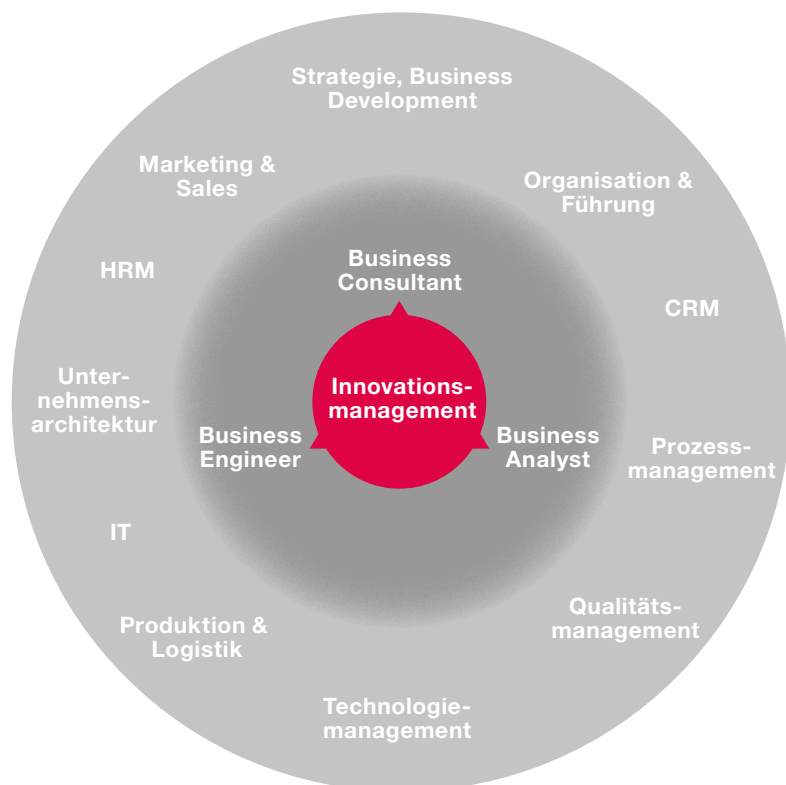 Strategie, Business
Development
Marketing &
Sales
Organisation &
Führung
HRM
Business
Consultant
CRM
Unter-
nehmens-
architektur
Innovations-
management
Business
Engineer
Business
Analyst
Prozess-
management
IT
Qualitäts-
management
Produktion &
Logistik
Technologie-
management